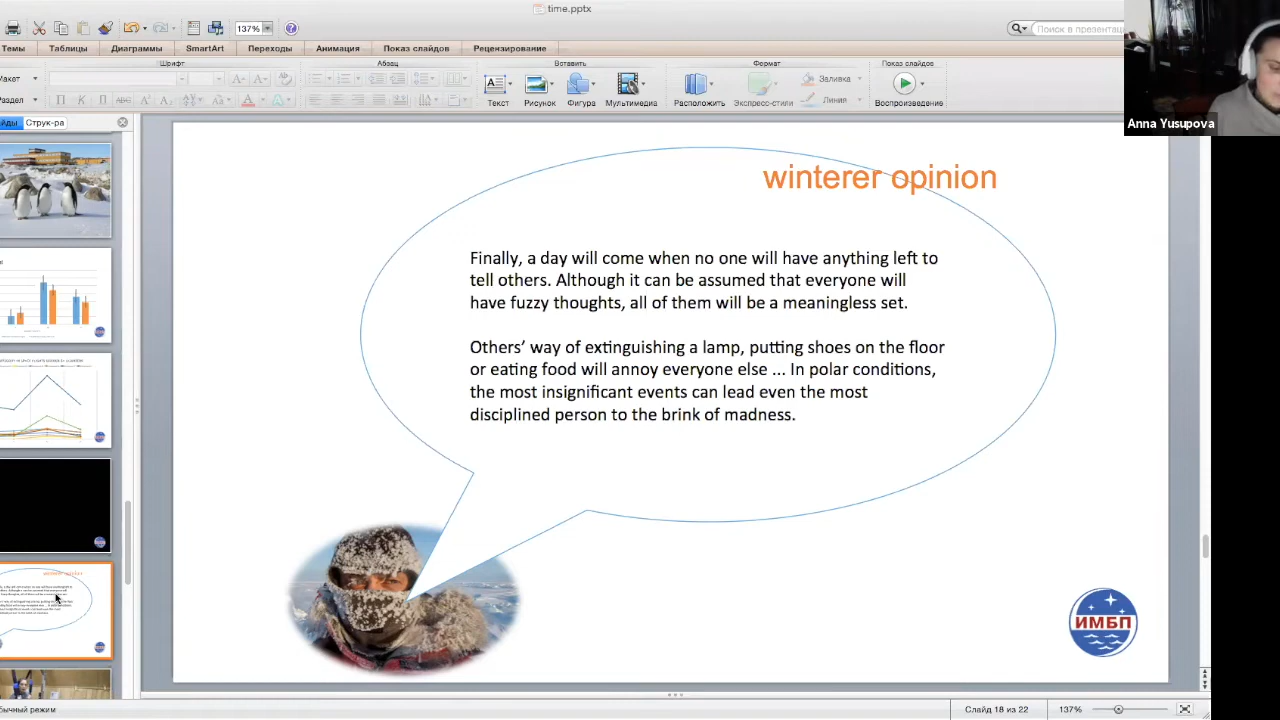 time.pptx
137%
Поиск в презентаци
Темы
Таблицы
Диаграммы
SmartArt
Переходы
Анимация
Показ слайдов
Рецензирование
Шрифт
Абзац
Вставить
Формат
Показ слайдов
Текст
Рисунок
Фигура
Мультимедиа
Расположить
Экспресс-стили
Заливка
Линия
Воспроизведение
Anna Yusupova
Струк-ра
winterer opinion
Finally, a day will come when no one will have anything left to
tell others. Although it can be assumed that everyone will
have fuzzy thoughts, all of them will be a meaningless set.
Others’ way of extinguishing a lamp, putting shoes on the floor
or eating food will annoy everyone else ... In polar conditions,
the most insignificant events can lead even the most
disciplined person to the brink of madness.
ИМБП
Слайд 18 из 22
137%